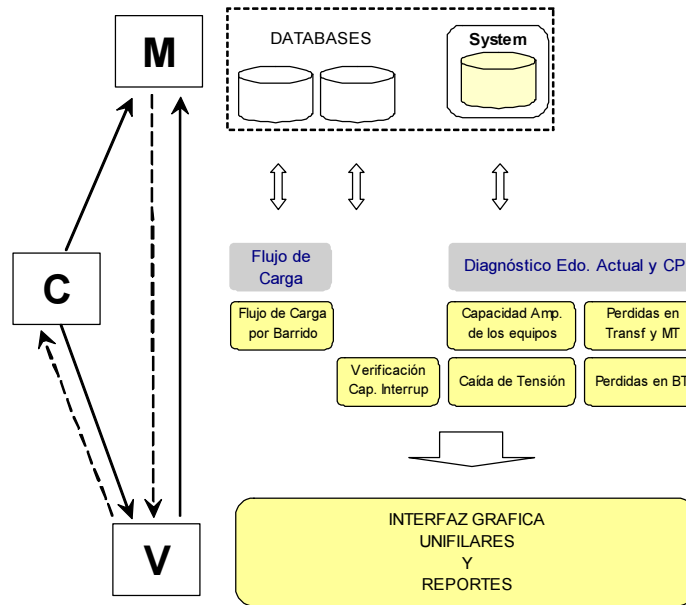 M
DATABASES
System
C
Flujo de
Carga
Diagnóstico Edo. Actual y CP
Flujo de Carga
por Barrido
Capacidad Amp.
de los equipos
Perdidas en
Transf y MT
Verificación
Cap. Interrup
Caída de Tensión
Perdidas en BT
V
INTERFAZ GRAFICA
UNIFILARES
Y
REPORTES